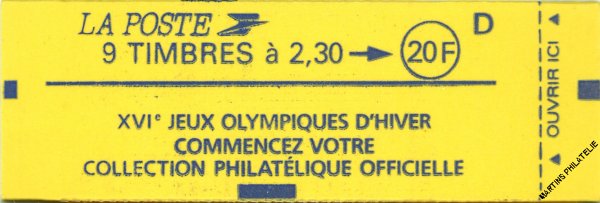 LA POSTE D
9 TIMBRES à 2,30 → 20F
XVIe JEUX OLYMPIQUES D'HIVER
COMMENCEZ VOTRE
COLLECTION PHILATÉLIQUE OFFICIELLE
▲ OUVRIR ICI ▲
MARTINS PHILATELIE